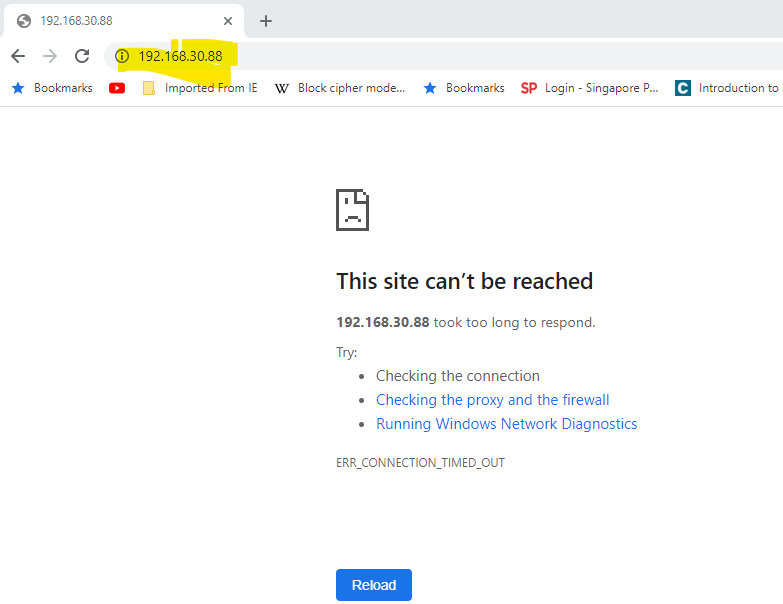 192.168.30.88
192.168.30.88
Bookmarks Imported From IE W Block cipher mode... Bookmarks SP Login - Singapore P... C Introduction to
This site can’t be reached
192.168.30.88 took too long to respond.
Try:
Checking the connection
Checking the proxy and the firewall
Running Windows Network Diagnostics
ERR_CONNECTION_TIMED_OUT
Reload